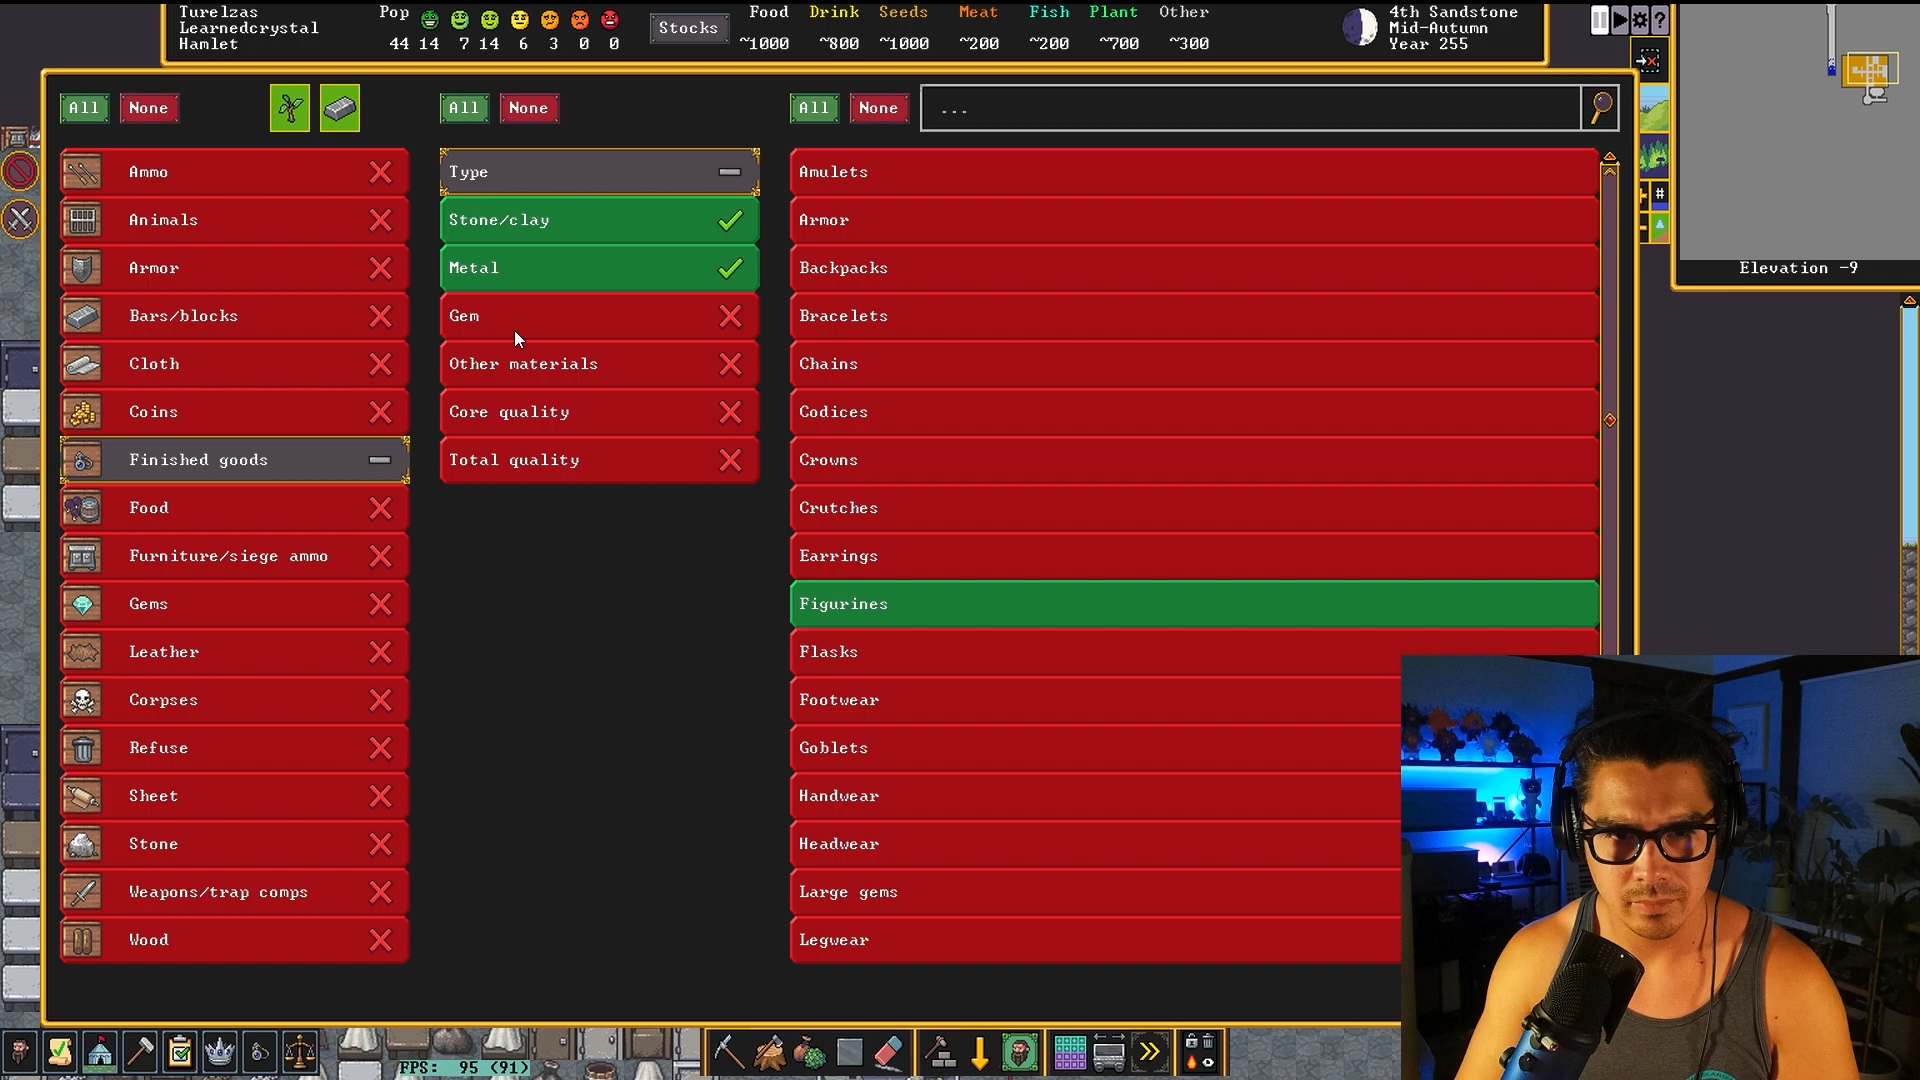 Turelzas
Learnedcrystal
Hamlet
Pop
44 14 7 14 6 3 0 0
Stocks
Food Drink Seeds Meat Fish Plant Other
~1000 ~800 ~1000 ~200 ~200 ~700 ~300
4th Sandstone
Mid-Autumn
Year 255
?
#
Elevation -9
All None
All None
All None
...
Ammo
Animals
Armor
Bars/blocks
Cloth
Coins
Finished goods
Food
Furniture/siege ammo
Gems
Leather
Corpses
Refuse
Sheet
Stone
Weapons/trap comps
Wood
Type
Stone/clay
Metal
Gem
Other materials
Core quality
Total quality
Amulets
Armor
Backpacks
Bracelets
Chains
Codices
Crowns
Crutches
Earrings
Figurines
Flasks
Footwear
Goblets
Handwear
Headwear
Large gems
Legwear
FPS: 95 (91)